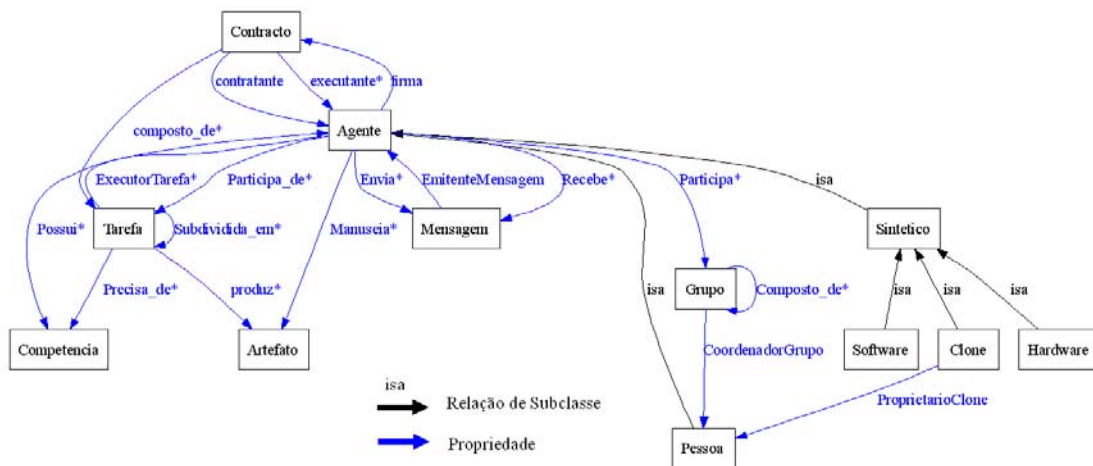 Contracto
contratante
executante*
firma
Agente
composto_de*
ExecutorTarefa*
Participa_de*
Envia*
EmitenteMensagem
Recebe*
Participa*
isa
Possui*
Tarefa
Subdividida_em*
Manuseia*
Mensagem
Sintetico
Precisa_de*
produz*
isa
Grupo
Composto_de*
isa
isa
isa
Competencia
Artefato
CoordenadorGrupo
Software
Clone
Hardware
isa
Relação de Subclasse
ProprietarioClone
Propriedade
Pessoa